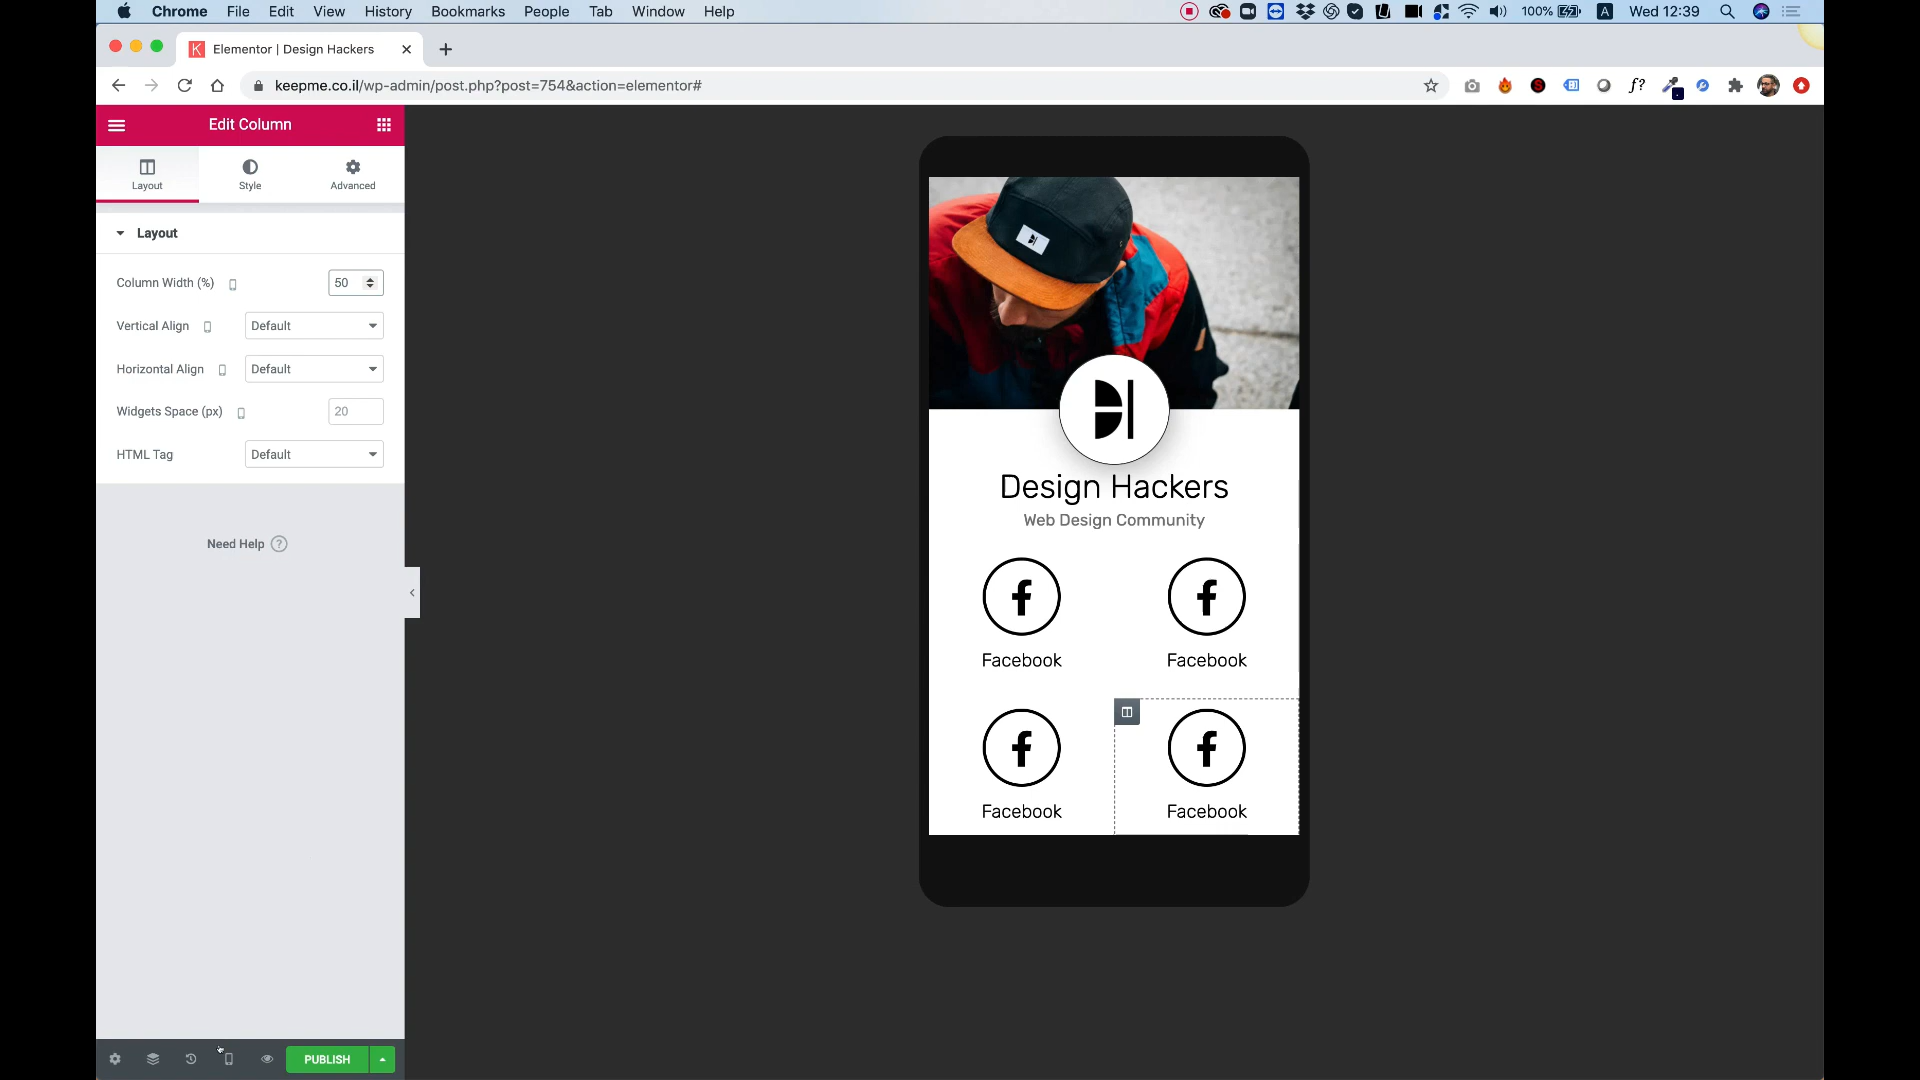 Chrome File Edit View History Bookmarks People Tab Window Help 100% A Wed 12:39
Elementor | Design Hackers
keepme.co.il/wp-admin/post.php?post=754&action=elementor#
f?
Edit Column
Layout Style Advanced
Layout
Column Width (%) 50
Vertical Align Default
Horizontal Align Default
Widgets Space (px) 20
HTML Tag Default
Need Help ?
PUBLISH
Design Hackers
Web Design Community
Facebook Facebook
Facebook Facebook